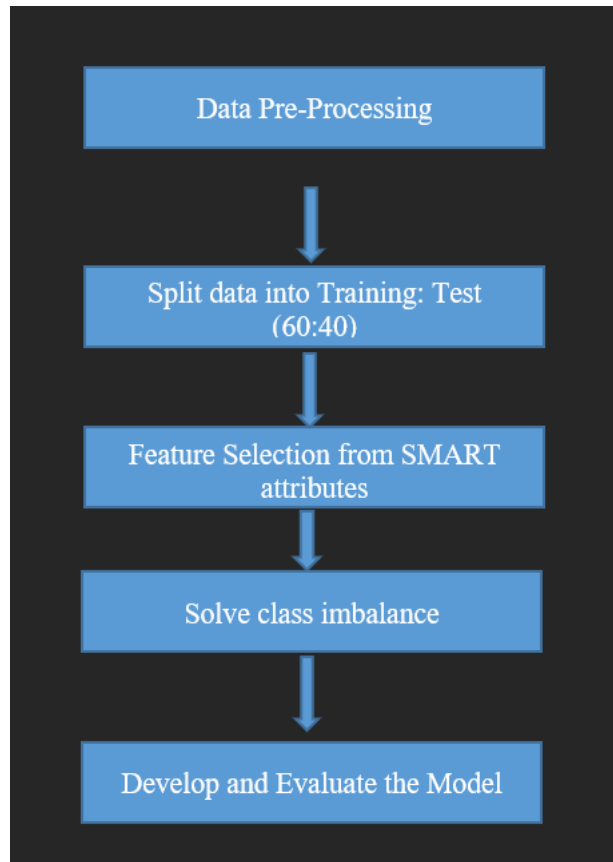 Data Pre-Processing
Split data into Training: Test
(60:40)
Feature Selection from SMART
attributes
Solve class imbalance
Develop and Evaluate the Model